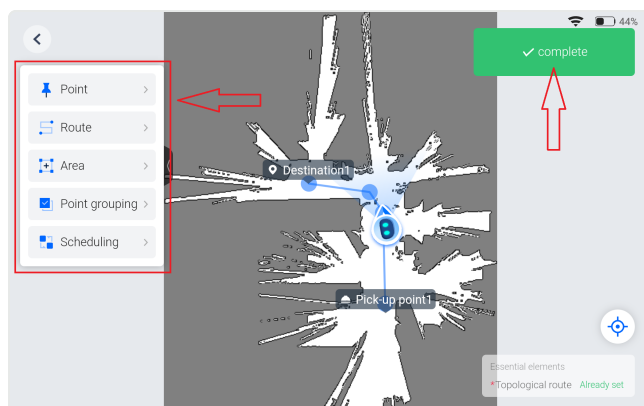 44%
complete
Point
Route
Area
Point grouping
Scheduling
Destination1
Pick-up point1
Essential elements
*Topological route Already set